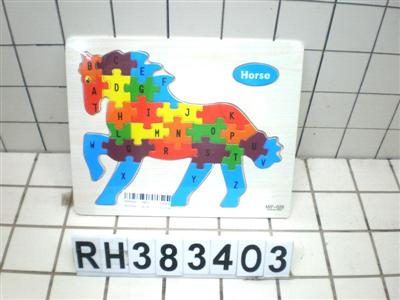 Horse
B C E
A D G F
T H I J K
L M N O P U
W Q R S T V
X Y Z
RH383403